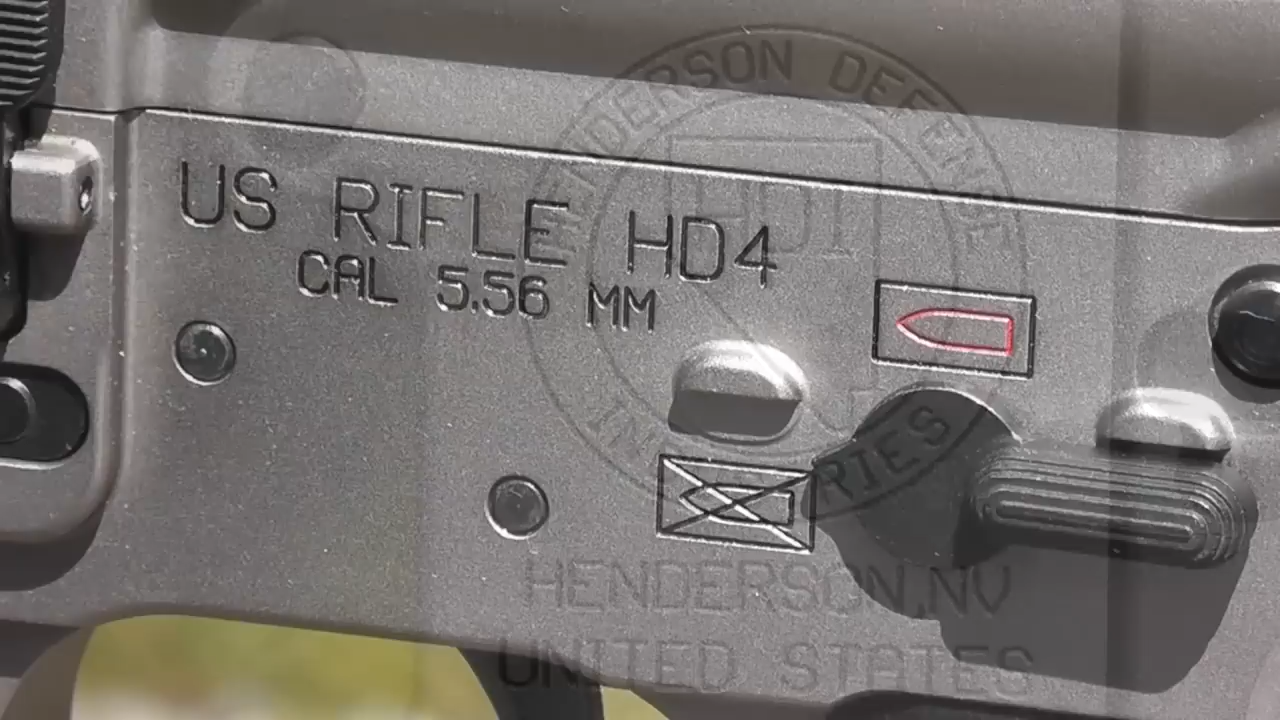 US RIFLE HD4
CAL 5.56 MM
HENDERSON DEFENSE
HDI
INDUSTRIES
HENDERSON, NV
UNITED STATES